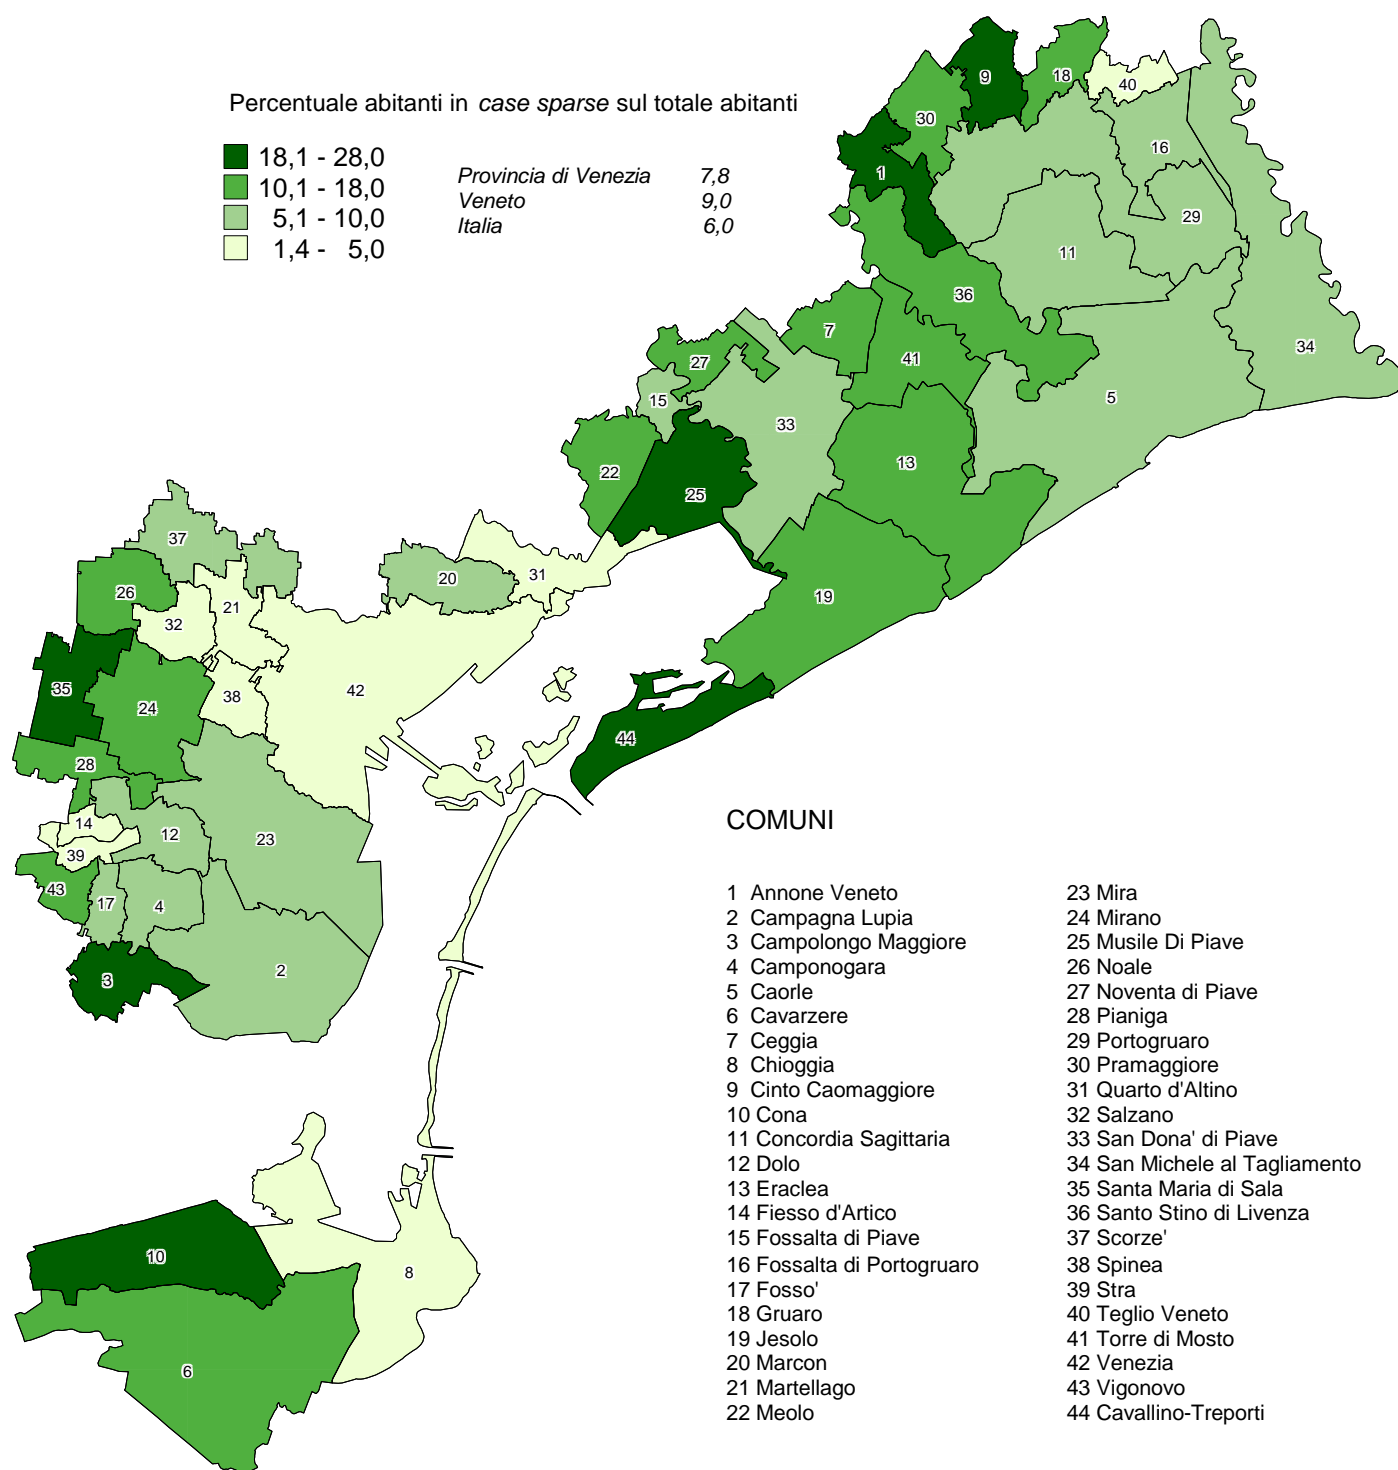 Percentuale abitanti in case sparse sul totale abitanti
18,1 - 28,0
10,1 - 18,0
5,1 - 10,0
1,4 - 5,0
Provincia di Venezia 7,8
Veneto 9,0
Italia 6,0
9
18
40
30
16
1
29
11
36
34
7
41
27
5
15
33
13
22
25
37
20
31
26
21
32
19
35
38
42
24
44
28
14
12
23
39
43
17
4
3
2
10
8
6
COMUNI
1 Annone Veneto
2 Campagna Lupia
3 Campolongo Maggiore
4 Camponogara
5 Caorle
6 Cavarzere
7 Ceggia
8 Chioggia
9 Cinto Caomaggiore
10 Cona
11 Concordia Sagittaria
12 Dolo
13 Eraclea
14 Fiesso d'Artico
15 Fossalta di Piave
16 Fossalta di Portogruaro
17 Fosso'
18 Gruaro
19 Jesolo
20 Marcon
21 Martellago
22 Meolo
23 Mira
24 Mirano
25 Musile Di Piave
26 Noale
27 Noventa di Piave
28 Pianiga
29 Portogruaro
30 Pramaggiore
31 Quarto d'Altino
32 Salzano
33 San Dona' di Piave
34 San Michele al Tagliamento
35 Santa Maria di Sala
36 Santo Stino di Livenza
37 Scorze'
38 Spinea
39 Stra
40 Teglio Veneto
41 Torre di Mosto
42 Venezia
43 Vigonovo
44 Cavallino-Treporti